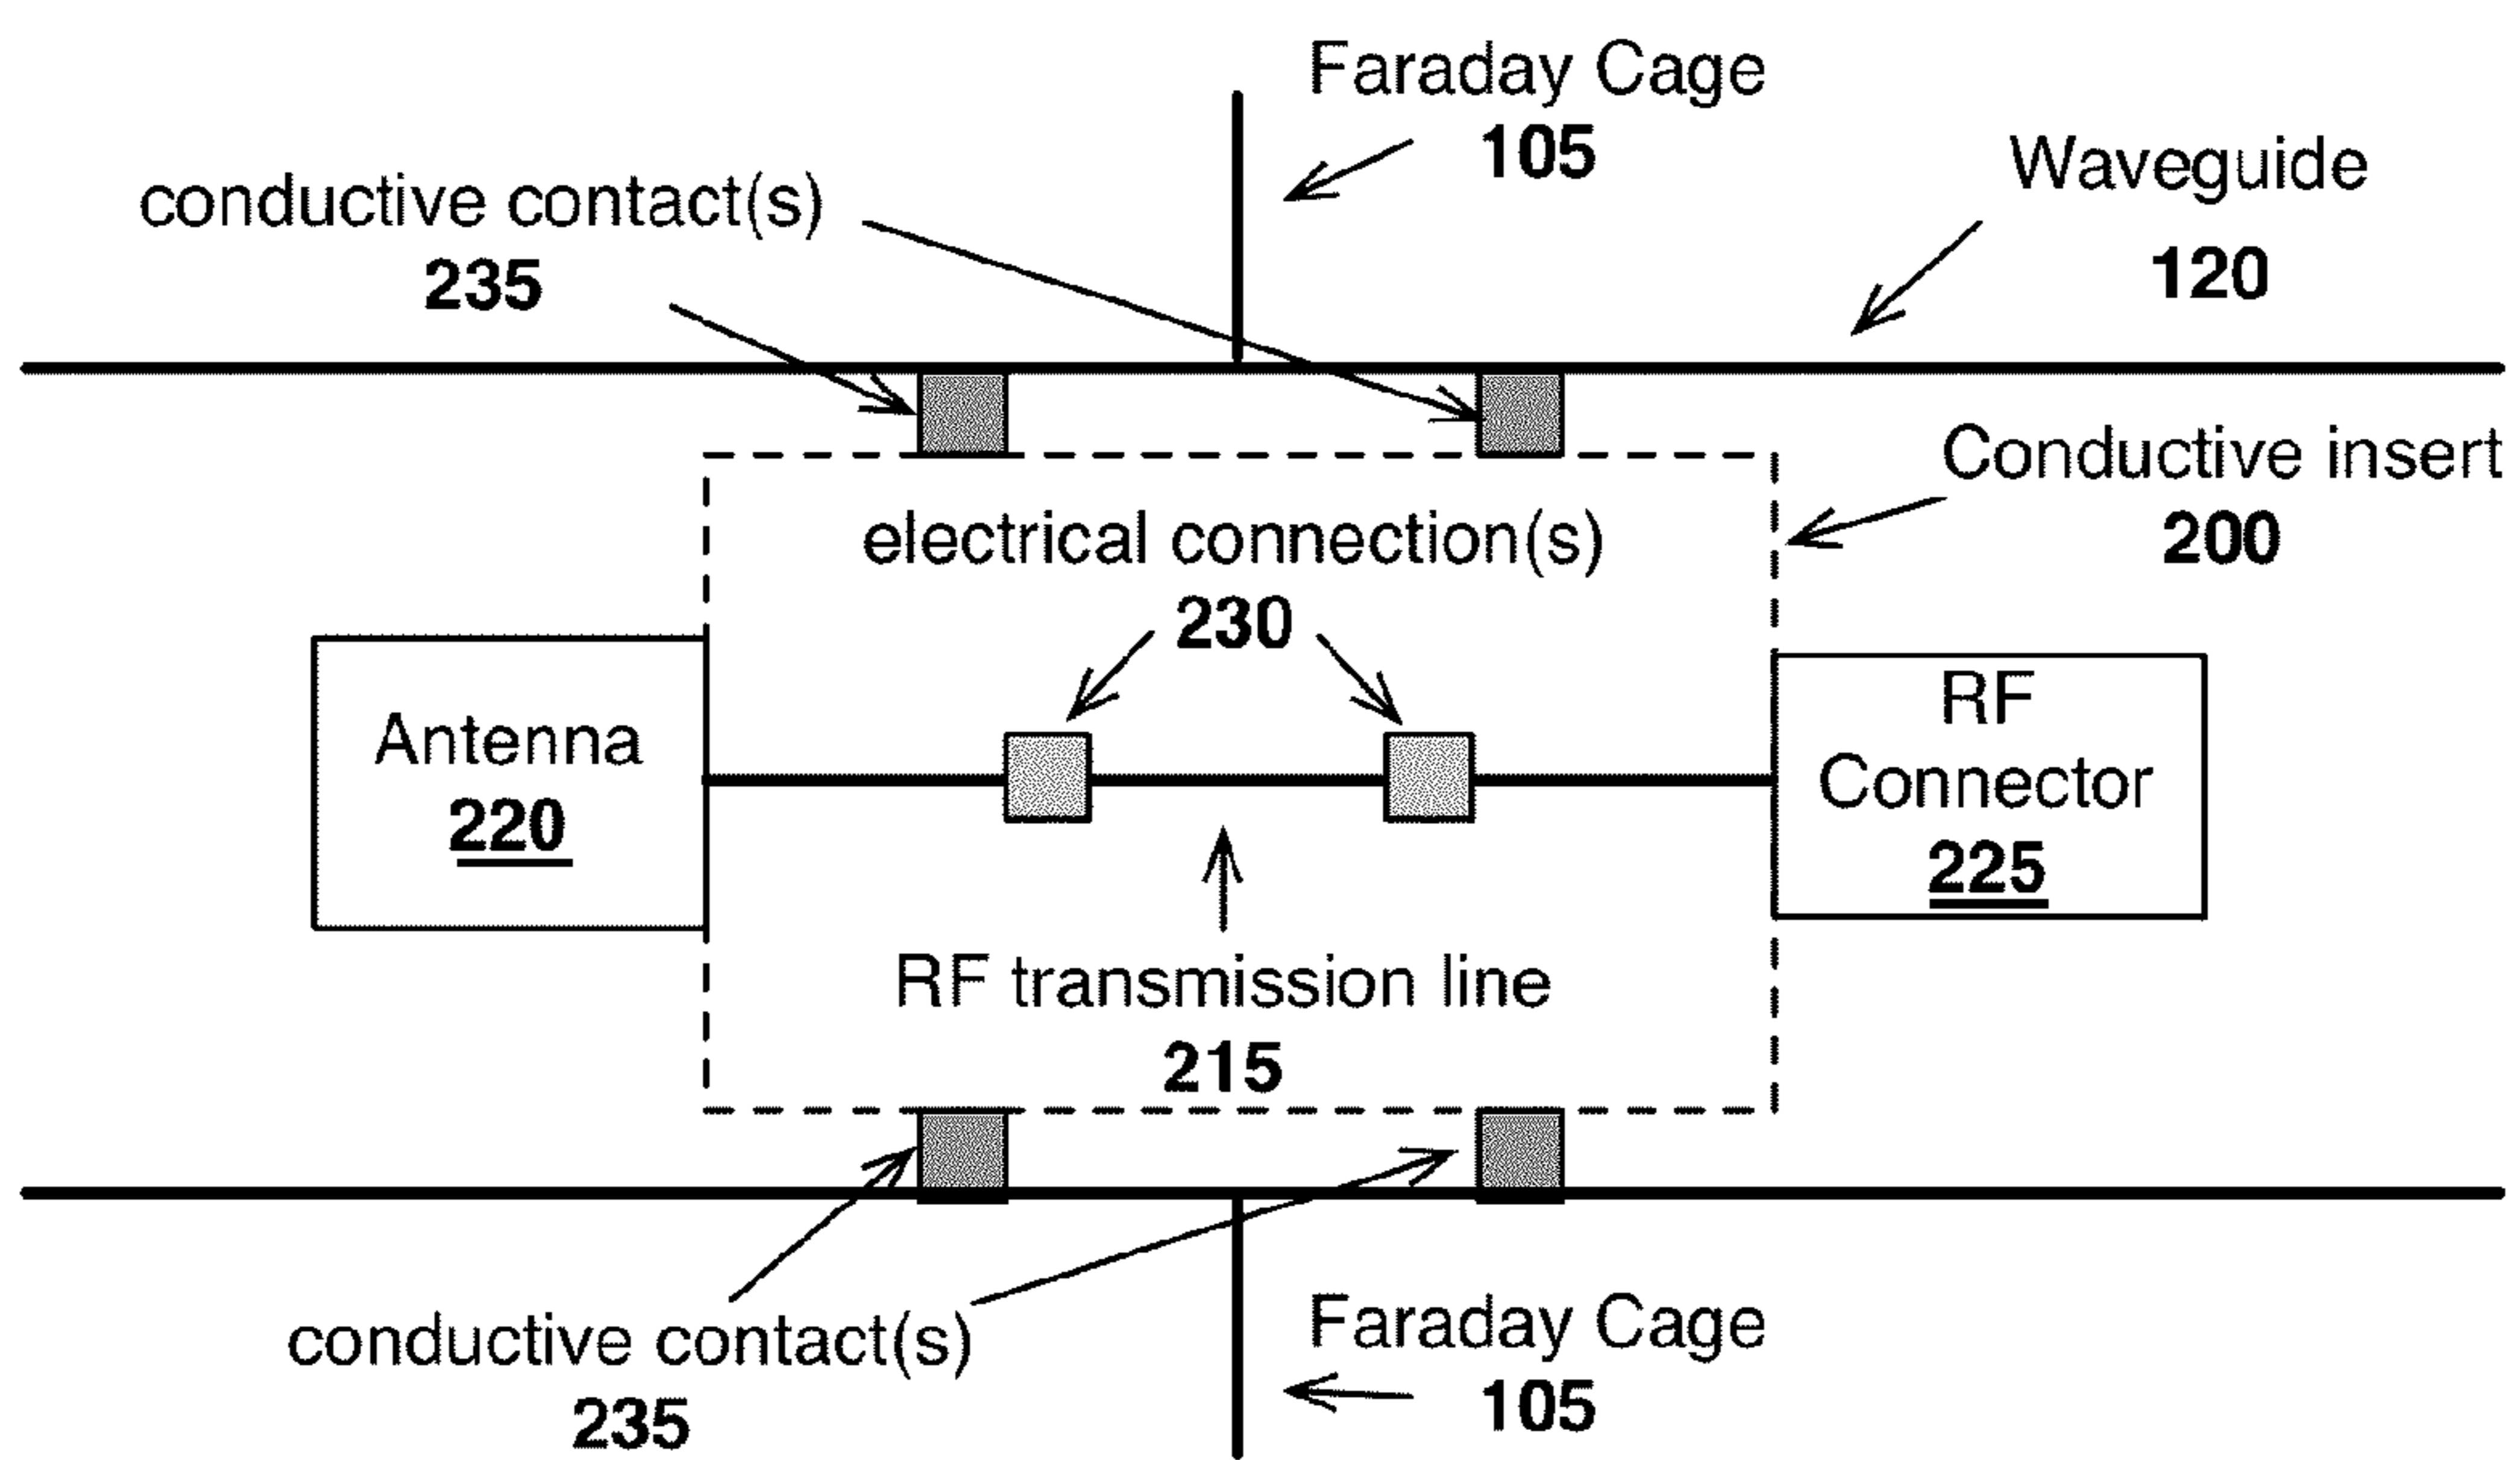 Faraday Cage
105
Waveguide
120
conductive contact(s)
235
Conductive insert
200
electrical connection(s)
230
Antenna
220
RF
Connector
225
RF transmission line
215
conductive contact(s)
235
Faraday Cage
105